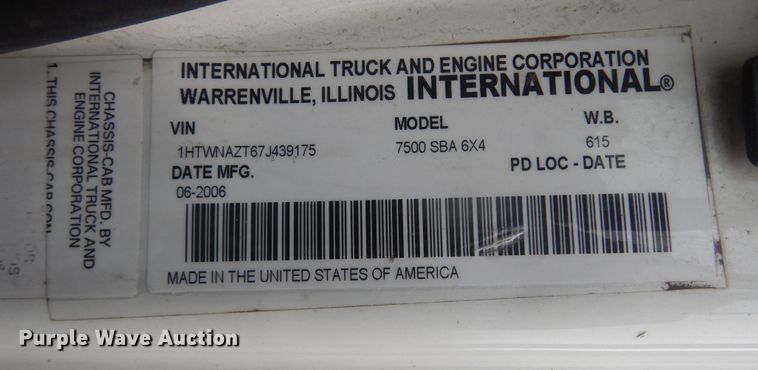 INTERNATIONAL TRUCK AND ENGINE CORPORATION
WARRENVILLE, ILLINOIS INTERNATIONAL®
VIN MODEL W.B.
1HTWNAZT67J439175 7500 SBA 6X4 615
DATE MFG. PD LOC - DATE
06-2006
MADE IN THE UNITED STATES OF AMERICA
CHASSIS-CAB MFD. BY
INTERNATIONAL TRUCK AND
ENGINE CORPORATION
1. THIS CHASSIS-CAB
Purple Wave Auction